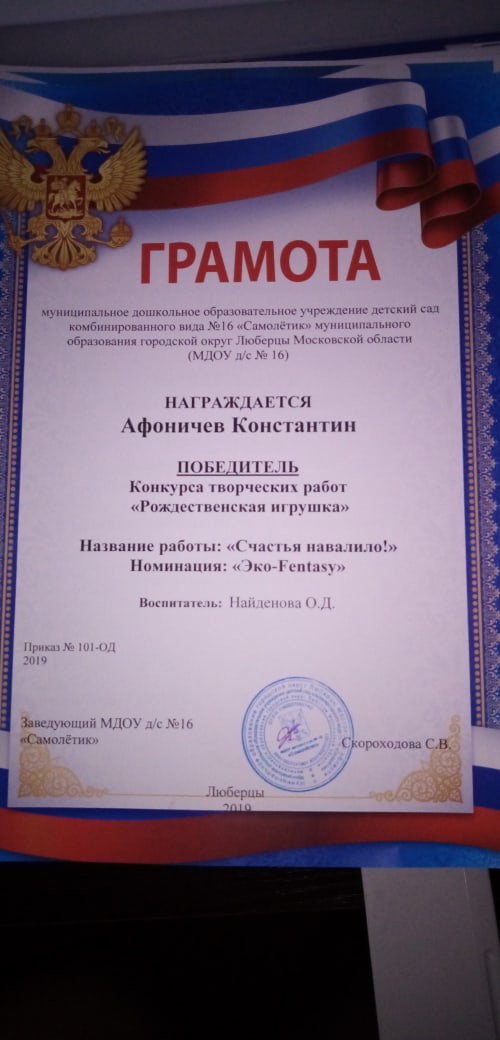 ГРАМОТА
муниципальное дошкольное образовательное учреждение детский сад
комбинированного вида №16 «Самолётик» муниципального
образования городской округ Люберцы Московской области
(МДОУ д/с № 16)
НАГРАЖДАЕТСЯ
Афоничев Константин
ПОБЕДИТЕЛЬ
Конкурса творческих работ
«Рождественская игрушка»
Название работы: «Счастья навалило!»
Номинация: «Эко-Fentasy»
Воспитатель: Найденова О.Д.
Приказ № 101-ОД
2019
Заведующий МДОУ д/с №16
«Самолётик»
Скороходова С.В.
Люберцы
2019